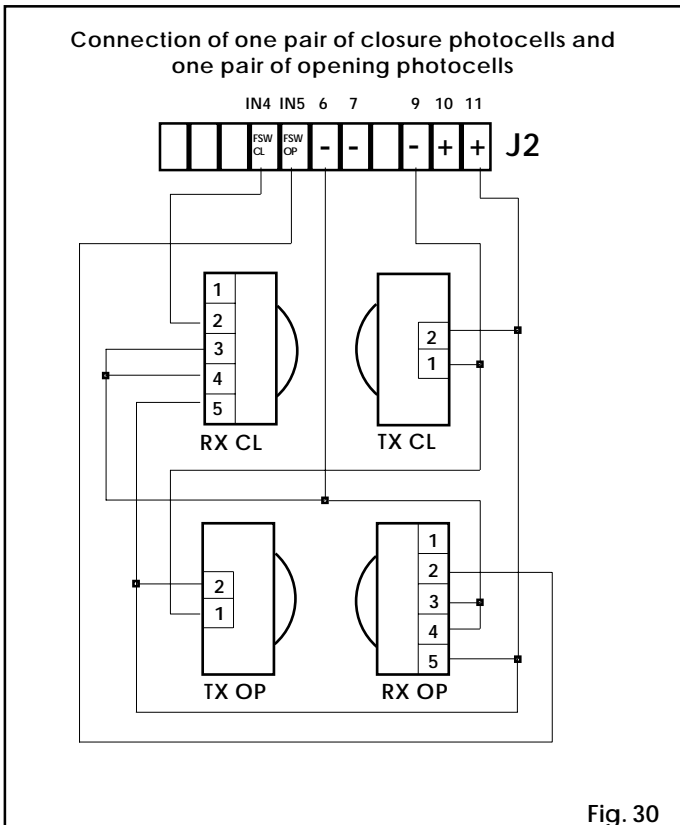 Connection of one pair of closure photocells and
one pair of opening photocells
IN4 IN5 6 7 9 10 11
FSW CL FSW OP - - - + + J2
1
2
3
4
5
RX CL
2
1
TX CL
2
1
TX OP
1
2
3
4
5
RX OP
Fig. 30